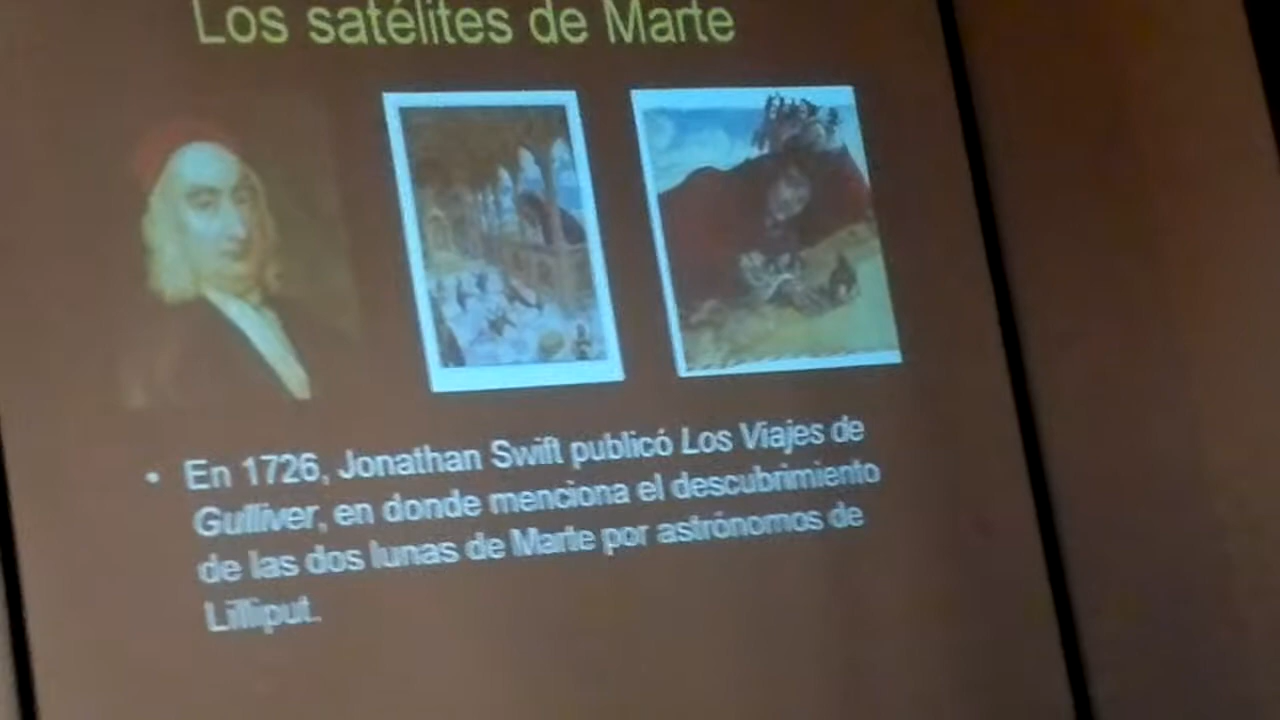 Los satélites de Marte
• En 1726, Jonathan Swift publicó Los Viajes de
Gulliver, en donde menciona el descubrimiento
de las dos lunas de Marte por astrónomos de
Lilliput.